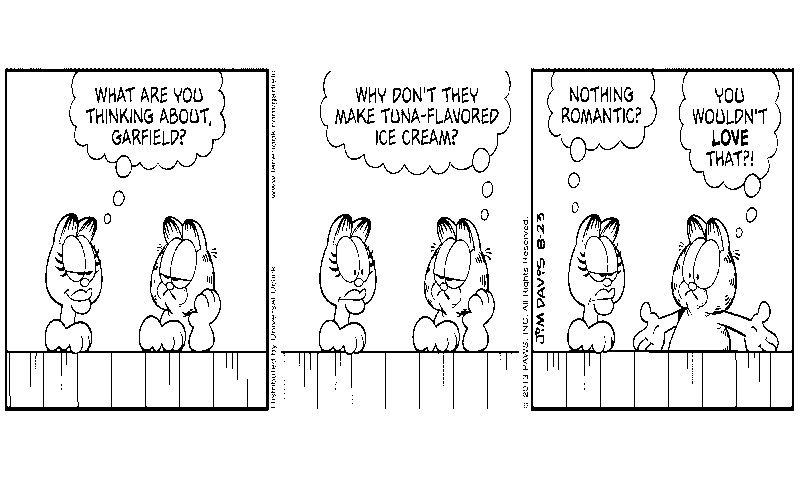 WHAT ARE YOU
THINKING ABOUT,
GARFIELD?
WHY DON'T THEY
MAKE TUNA-FLAVORED
ICE CREAM?
NOTHING
ROMANTIC?
YOU
WOULDN'T
LOVE
THAT?!
JIM DAVIS 8-23
© 2013 PAWS, INC. All Rights Reserved.
Distributed by Universal Uclick